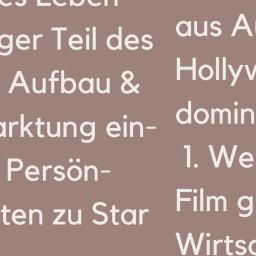 es Leben
ger Teil des
Aufbau &
arktung ein-
Persön-
ten zu Star
aus A
Hollyw
domin
1. We
Film g
Wirtsc